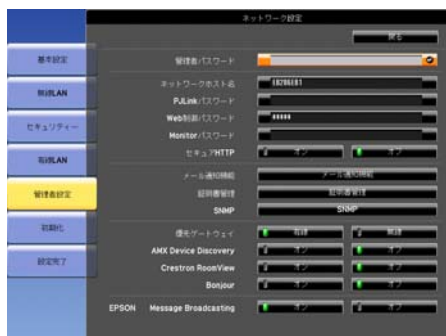 ネットワーク設定
戻る
基本設定
無線LAN
セキュリティー
有線LAN
管理者設定
初期化
設定完了
管理者パスワード
ネットワークホスト名 EB286EB1
PJLinkパスワード
Web制御パスワード *****
Monitorパスワード
セキュアHTTP オン オフ
メール通知機能 メール通知機能
証明書管理 証明書管理
SNMP SNMP
優先ゲートウェイ 有線 無線
AMX Device Discovery オン オフ
Crestron RoomView オン オフ
Bonjour オン オフ
EPSON Message Broadcasting オン オフ